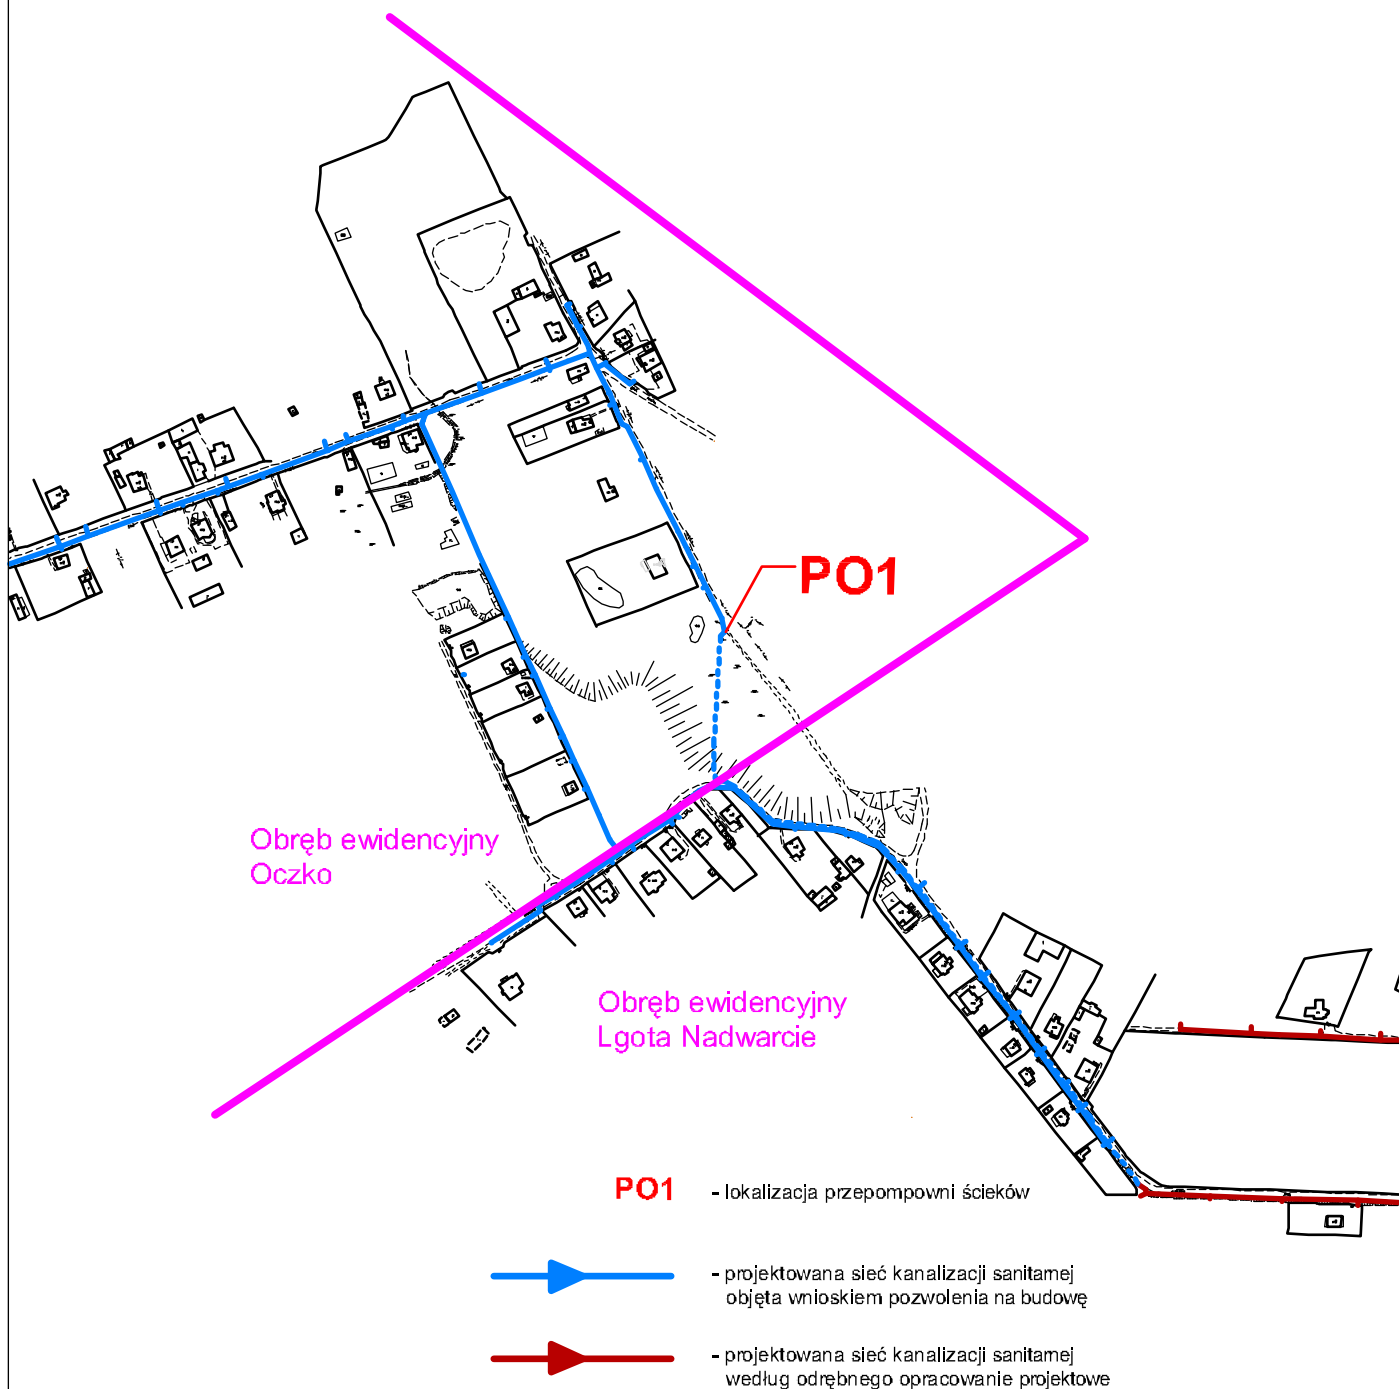 PO1
Obręb ewidencyjny
Oczko
Obręb ewidencyjny
Lgota Nadwarcie
PO1 - lokalizacja przepompowni ścieków
- projektowana sieć kanalizacji sanitarnej
objęta wnioskiem pozwolenia na budowę
- projektowana sieć kanalizacji sanitarnej
według odrębnego opracowanie projektowe